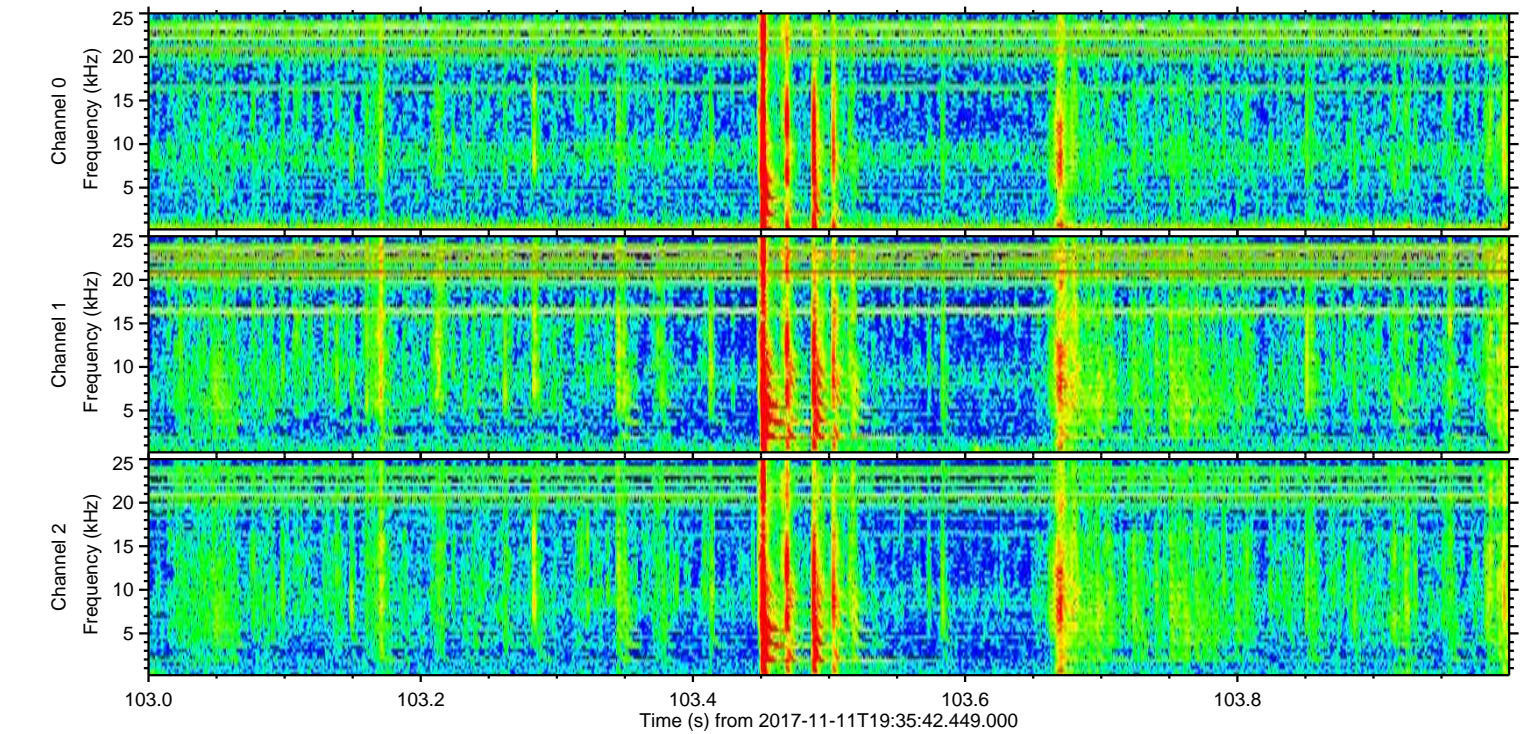 25
20
15
10
5
Channel 0
Frequency (kHz)
25
20
15
10
5
Channel 1
Frequency (kHz)
25
20
15
10
5
Channel 2
Frequency (kHz)
103.0 103.2 103.4 103.6 103.8
Time (s) from 2017-11-11T19:35:42.449.000